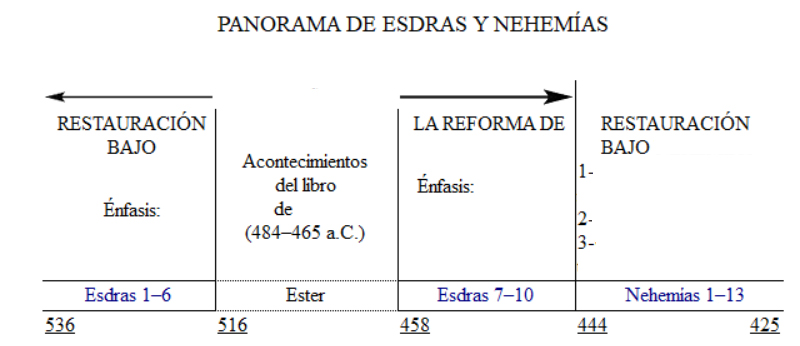 PANORAMA DE ESDRAS Y NEHEMÍAS
RESTAURACIÓN
BAJO
Énfasis:
Acontecimientos
del libro
de
(484–465 a.C.)
LA REFORMA DE
Énfasis:
RESTAURACIÓN
BAJO
1-
2-
3-
Esdras 1–6
Ester
Esdras 7–10
Nehemias 1–13
536
516
458
444
425